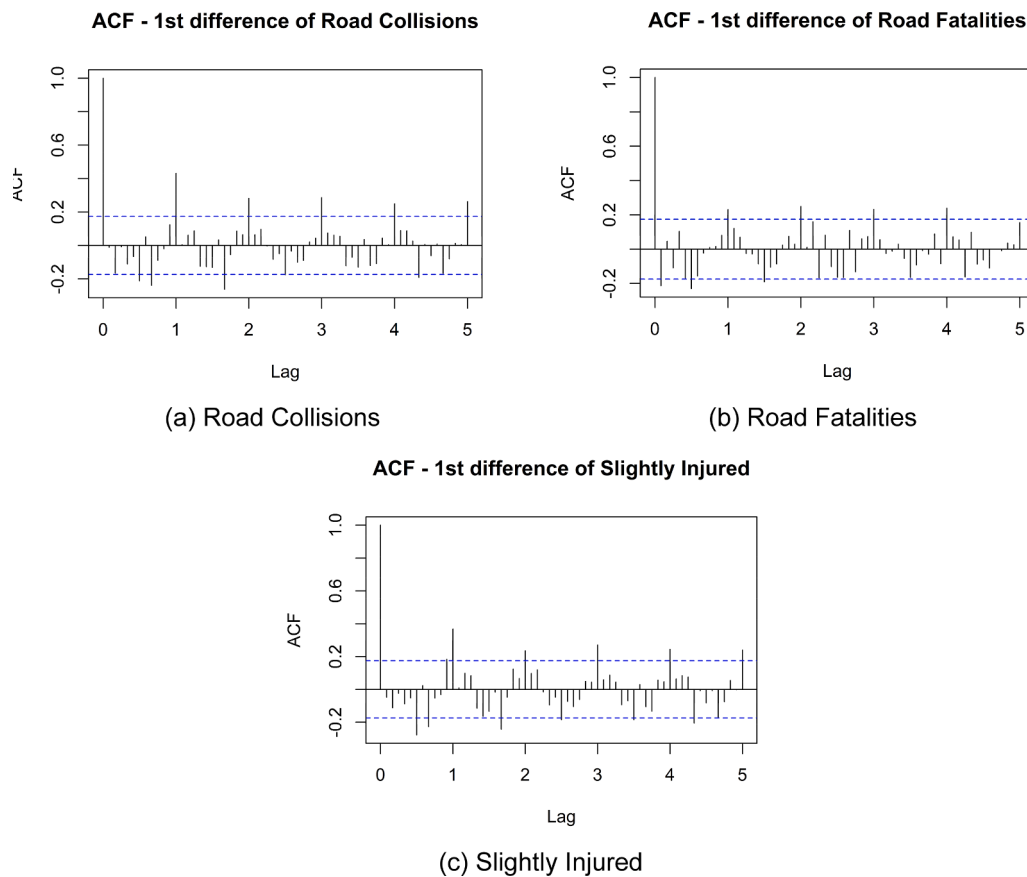 ACF - 1st difference of Road Collisions
1.0
0.6
0.2
-0.2
ACF
0 1 2 3 4 5
Lag
(a) Road Collisions
ACF - 1st difference of Road Fatalities
1.0
0.6
0.2
-0.2
ACF
0 1 2 3 4 5
Lag
(b) Road Fatalities
ACF - 1st difference of Slightly Injured
1.0
0.6
0.2
-0.2
ACF
0 1 2 3 4 5
Lag
(c) Slightly Injured